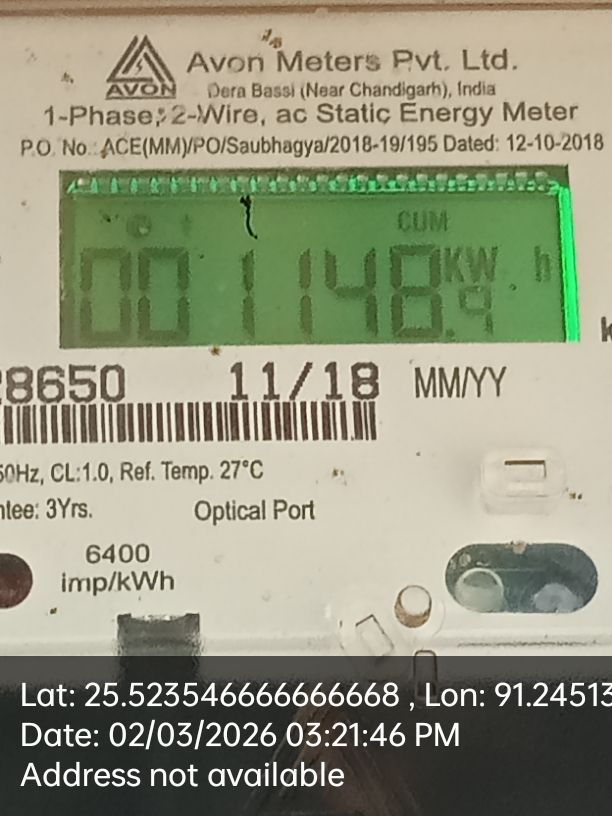 Avon Meters Pvt. Ltd.
AVON
Dera Bassi (Near Chandigarh), India
1-Phase, 2-Wire, ac Static Energy Meter
P.O. No.: ACE(MM)/PO/Saubhagya/2018-19/195 Dated: 12-10-2018
CUM
001148.9 KW h
8650 11/18 MM/YY
50Hz, CL:1.0, Ref. Temp. 27°C
3Yrs. Optical Port
6400
imp/kWh
Lat: 25.523546666666668 , Lon: 91.24513
Date: 02/03/2026 03:21:46 PM
Address not available